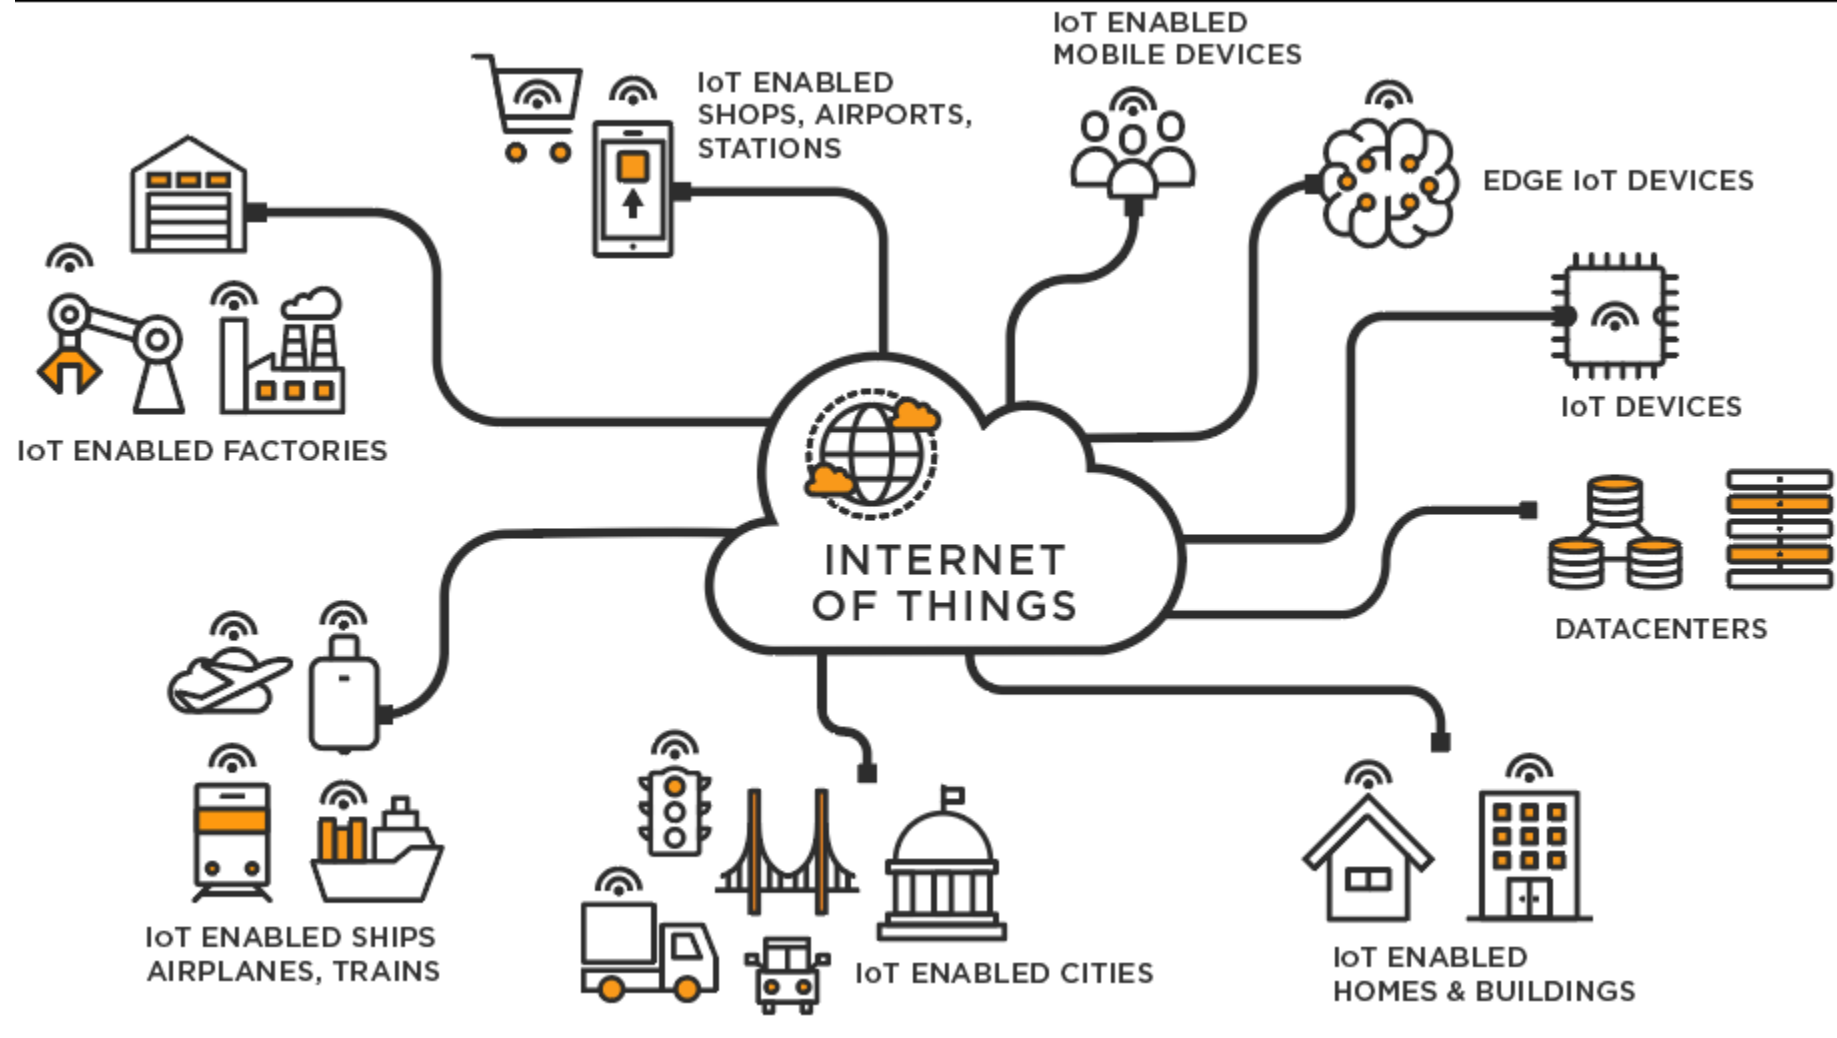 IoT ENABLED
MOBILE DEVICES
IoT ENABLED
SHOPS, AIRPORTS,
STATIONS
EDGE IoT DEVICES
IoT DEVICES
IoT ENABLED FACTORIES
INTERNET
OF THINGS
DATACENTERS
IoT ENABLED SHIPS
AIRPLANES, TRAINS
IoT ENABLED CITIES
IoT ENABLED
HOMES & BUILDINGS